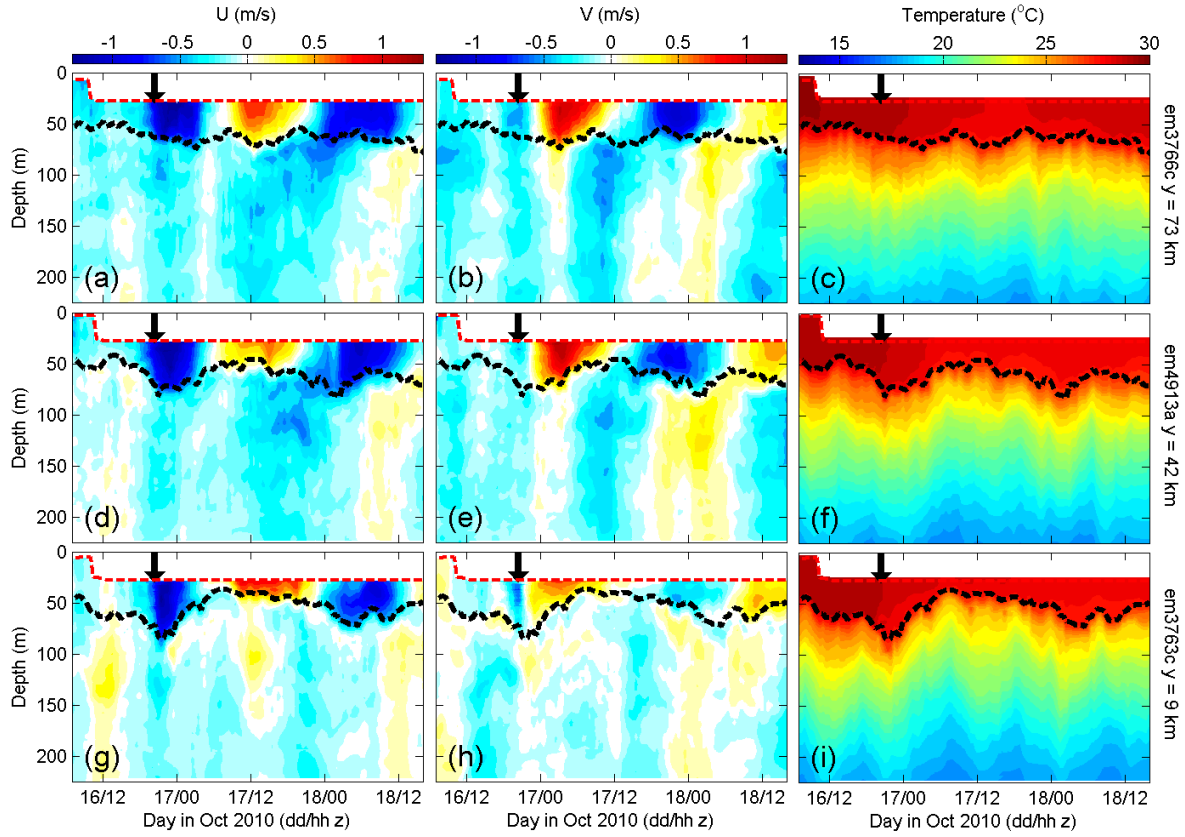 U (m/s)
V (m/s)
Temperature (°C)
-1 -0.5 0 0.5 1
-1 -0.5 0 0.5 1
15 20 25 30
0
50
100
150
200
Depth (m)
(a)
(b)
(c)
em3766c y = 73 km
0
50
100
150
200
Depth (m)
(d)
(e)
(f)
em4913a y = 42 km
0
50
100
150
200
Depth (m)
(g)
(h)
(i)
em3763c y = 9 km
16/12 17/00 17/12 18/00 18/12
16/12 17/00 17/12 18/00 18/12
16/12 17/00 17/12 18/00 18/12
Day in Oct 2010 (dd/hh z)
Day in Oct 2010 (dd/hh z)
Day in Oct 2010 (dd/hh z)